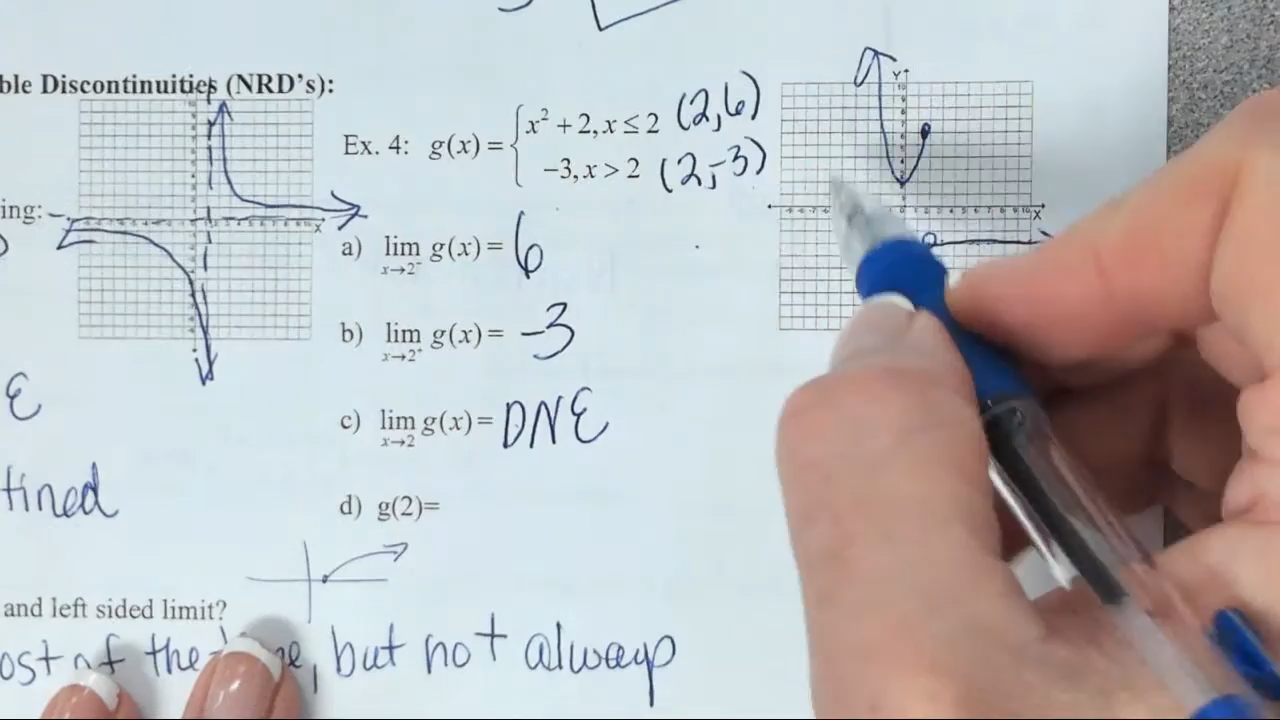 ble Discontinuities (NRD's):
ing:
Ex. 4: g(x) = { x² + 2, x ≤ 2 (2,6)
−3, x > 2 (2,-3)
a) lim x→2⁻ g(x) = 6
b) lim x→2⁺ g(x) = -3
c) lim x→2 g(x) = DNE
d) g(2)=
E
fined
and left sided limit?
ost of the, but not always
Y
X